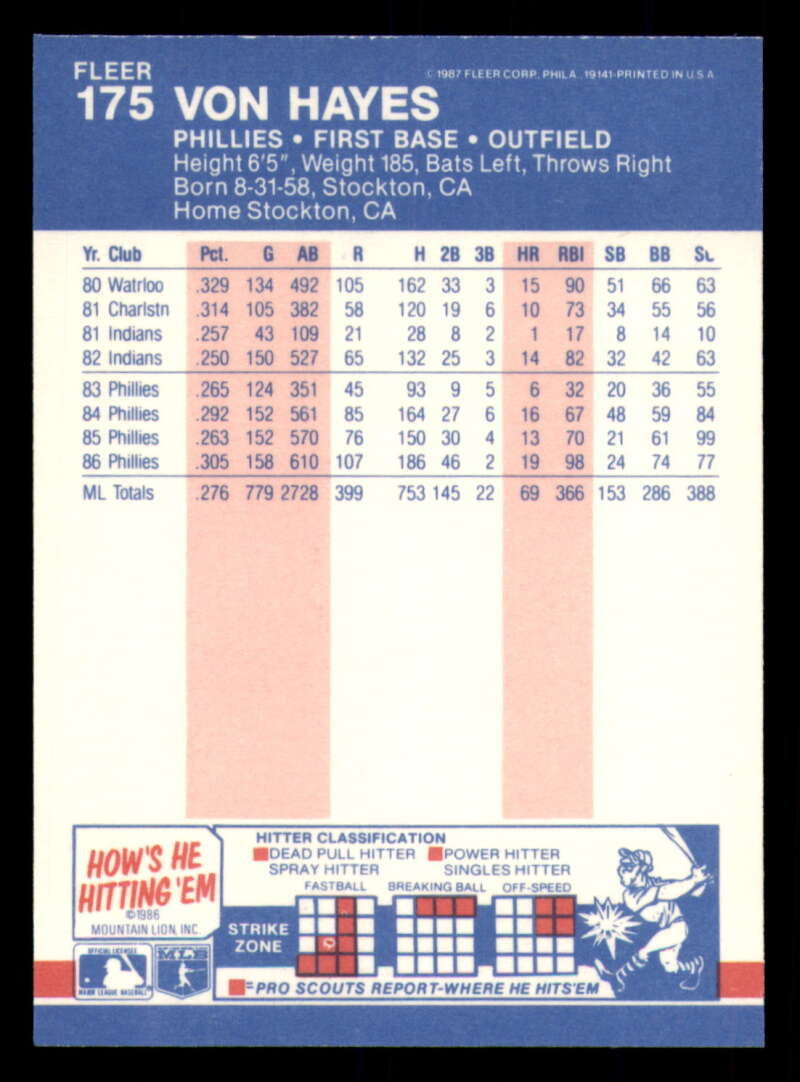 FLEER
© 1987 FLEER CORP. PHILA., 19141-PRINTED IN U.S.A.
175 VON HAYES
PHILLIES • FIRST BASE • OUTFIELD
Height 6'5", Weight 185, Bats Left, Throws Right
Born 8-31-58, Stockton, CA
Home Stockton, CA
Yr. Club Pct. G AB R H 2B 3B HR RBI SB BB
80 Watrloo .329 134 492 105 162 33 3 15 90 51 66 63
81 Charlstn .314 105 382 58 120 19 6 10 73 34 55 56
81 Indians .257 43 109 21 28 8 2 1 17 8 14 10
82 Indians .250 150 527 65 132 25 3 14 82 32 42 63
83 Phillies .265 124 351 45 93 9 5 6 32 20 36 55
84 Phillies .292 152 561 85 164 27 6 16 67 48 59 84
85 Phillies .263 152 570 76 150 30 4 13 70 21 61 99
86 Phillies .305 158 610 107 186 46 2 19 98 24 74 77
ML Totals .276 779 2728 399 753 145 22 69 366 153 286 388
HOW'S HE
HITTING 'EM
©1986
MOUNTAIN LION, INC.
HITTER CLASSIFICATION
DEAD PULL HITTER POWER HITTER
SPRAY HITTER SINGLES HITTER
FASTBALL BREAKING BALL OFF-SPEED
STRIKE
ZONE
=PRO SCOUTS REPORT-WHERE HE HITS'EM
OFFICIAL LICENSEE
MAJOR LEAGUE BASEBALL